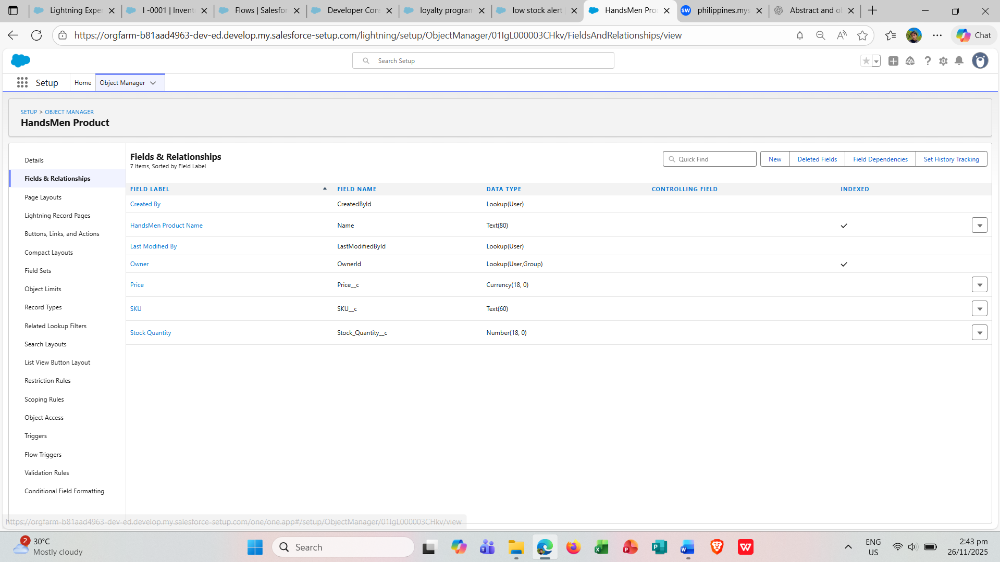 Lightning Exper
I -0001 | Invent
Flows | Salesfor
Developer Cons
loyalty program
low stock alert |
HandsMen Prod
SW
philippines.mys
Abstract and ob
https://orgfarm-b81aad4963-dev-ed.develop.my.salesforce-setup.com/lightning/setup/ObjectManager/01IgL000003CHkv/FieldsAndRelationships/view
Chat
Search Setup
Setup
Home
Object Manager
SETUP > OBJECT MANAGER
HandsMen Product
Details
Fields & Relationships
Page Layouts
Lightning Record Pages
Buttons, Links, and Actions
Compact Layouts
Field Sets
Object Limits
Record Types
Related Lookup Filters
Search Layouts
List View Button Layout
Restriction Rules
Scoping Rules
Object Access
Triggers
Flow Triggers
Validation Rules
Conditional Field Formatting
Fields & Relationships
7 Items, Sorted by Field Label
Quick Find
New
Deleted Fields
Field Dependencies
Set History Tracking
FIELD LABEL FIELD NAME DATA TYPE CONTROLLING FIELD INDEXED
Created By CreatedById Lookup(User)
HandsMen Product Name Name Text(80)
Last Modified By LastModifiedById Lookup(User)
Owner OwnerId Lookup(User,Group)
Price Price__c Currency(18, 0)
SKU SKU__c Text(60)
Stock Quantity Stock_Quantity__c Number(18, 0)
https://orgfarm-b81aad4963-dev-ed.develop.my.salesforce-setup.com/one/one.app#/setup/ObjectManager/01IgL000003CHkv/view
2
30°C
Mostly cloudy
Search
ENG
US
2:43 pm
26/11/2025